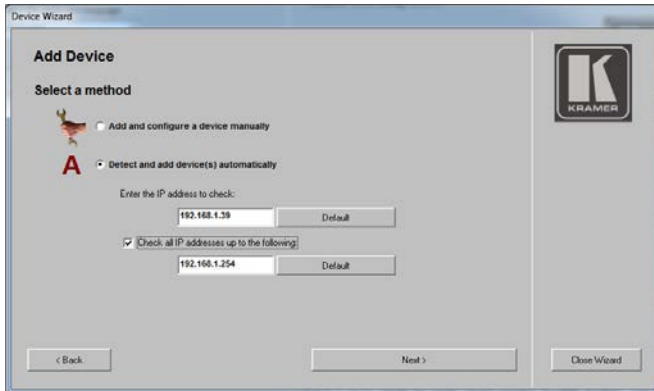 Device Wizard
Add Device
Select a method
Add and configure a device manually
A Detect and add device(s) automatically
Enter the IP address to check:
192.168.1.39 Default
Check all IP addresses up to the following:
192.168.1.254 Default
< Back Next > Close Wizard
K
KRAMER